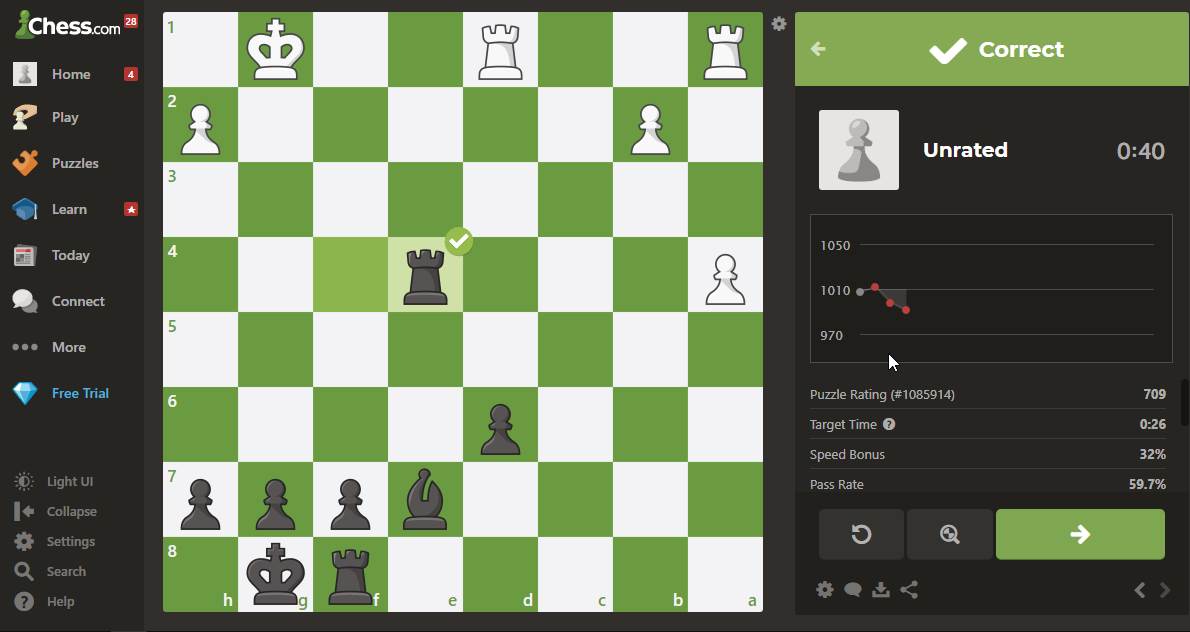 Chess.com 28
Home 4
Play
Puzzles
Learn
Today
Connect
More
Free Trial
Light UI
Collapse
Settings
Search
Help
1
2
3
4
5
6
7
8
h g f e d c b a
Correct
Unrated 0:40
1050
1010
970
Puzzle Rating (#1085914) 709
Target Time ? 0:26
Speed Bonus 32%
Pass Rate 59.7%